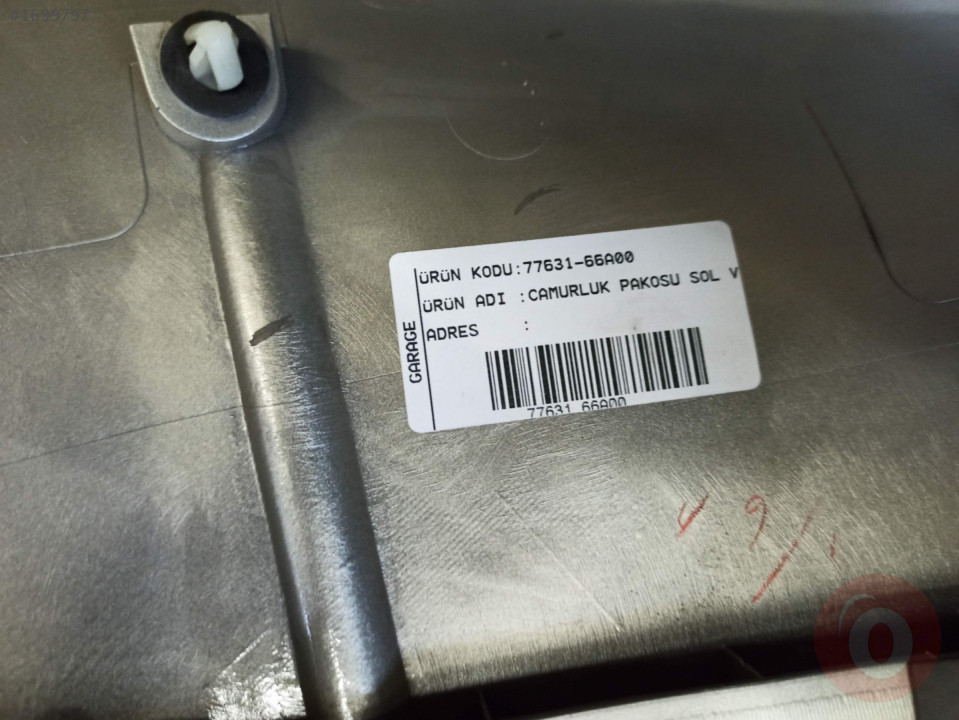 ÜRÜN KODU:77631-66A00
ÜRÜN ADI :CAMURLUK PAKOSU SOL V
ADRES :
GARAGE
77631 66A00
O